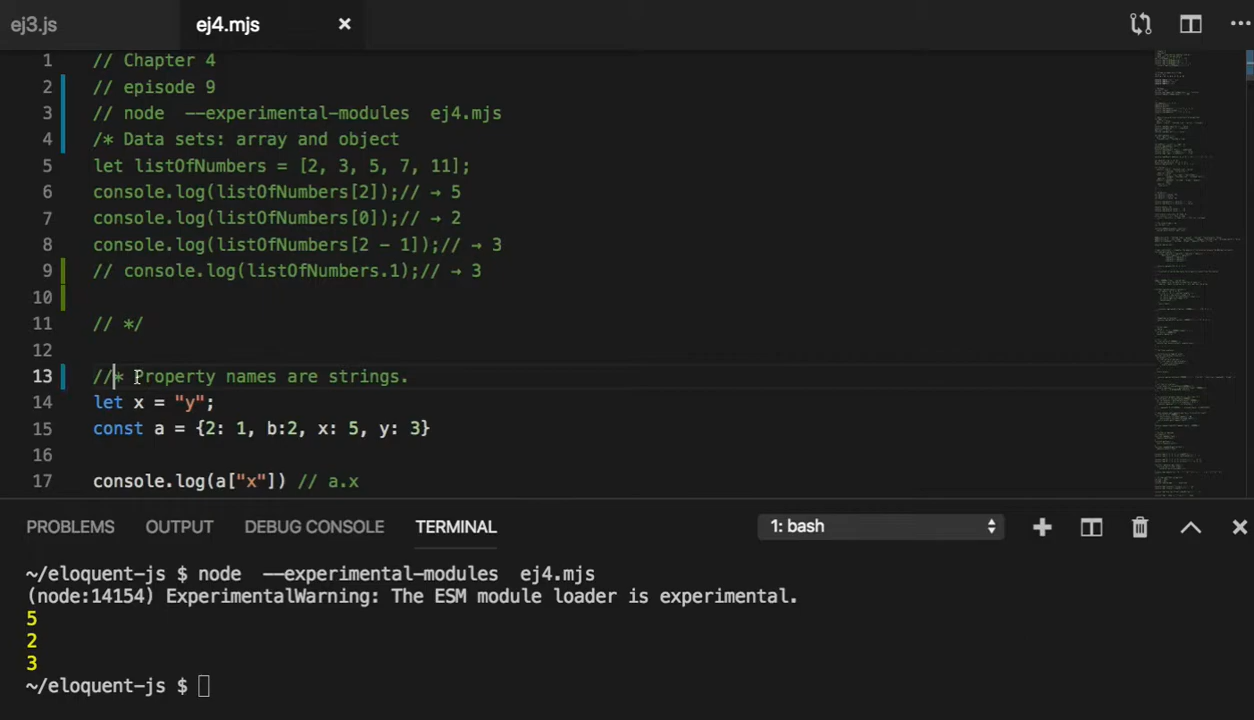 ej3.js ej4.mjs ×
1 // Chapter 4
2 // episode 9
3 // node  --experimental-modules  ej4.mjs
4 /* Data sets: array and object
5 let listOfNumbers = [2, 3, 5, 7, 11];
6 console.log(listOfNumbers[2]);// → 5
7 console.log(listOfNumbers[0]);// → 2
8 console.log(listOfNumbers[2 - 1]);// → 3
9 // console.log(listOfNumbers.1);// → 3
10
11 // */
12
13 //* Property names are strings.
14 let x = "y";
15 const a = {2: 1, b:2, x: 5, y: 3}
16
17 console.log(a["x"]) // a.x
PROBLEMS OUTPUT DEBUG CONSOLE TERMINAL 1: bash
~/eloquent-js $ node  --experimental-modules  ej4.mjs
(node:14154) ExperimentalWarning: The ESM module loader is experimental.
5
2
3
~/eloquent-js $